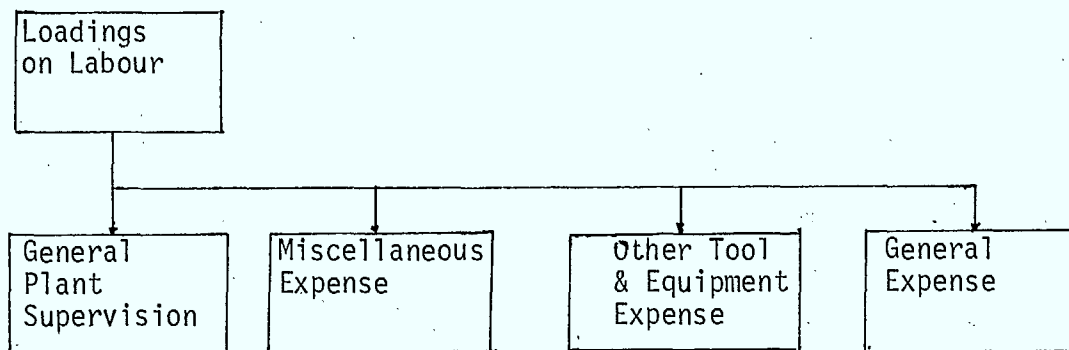 Loadings
on Labour
General
Plant
Supervision
Miscellaneous
Expense
Other Tool
& Equipment
Expense
General
Expense